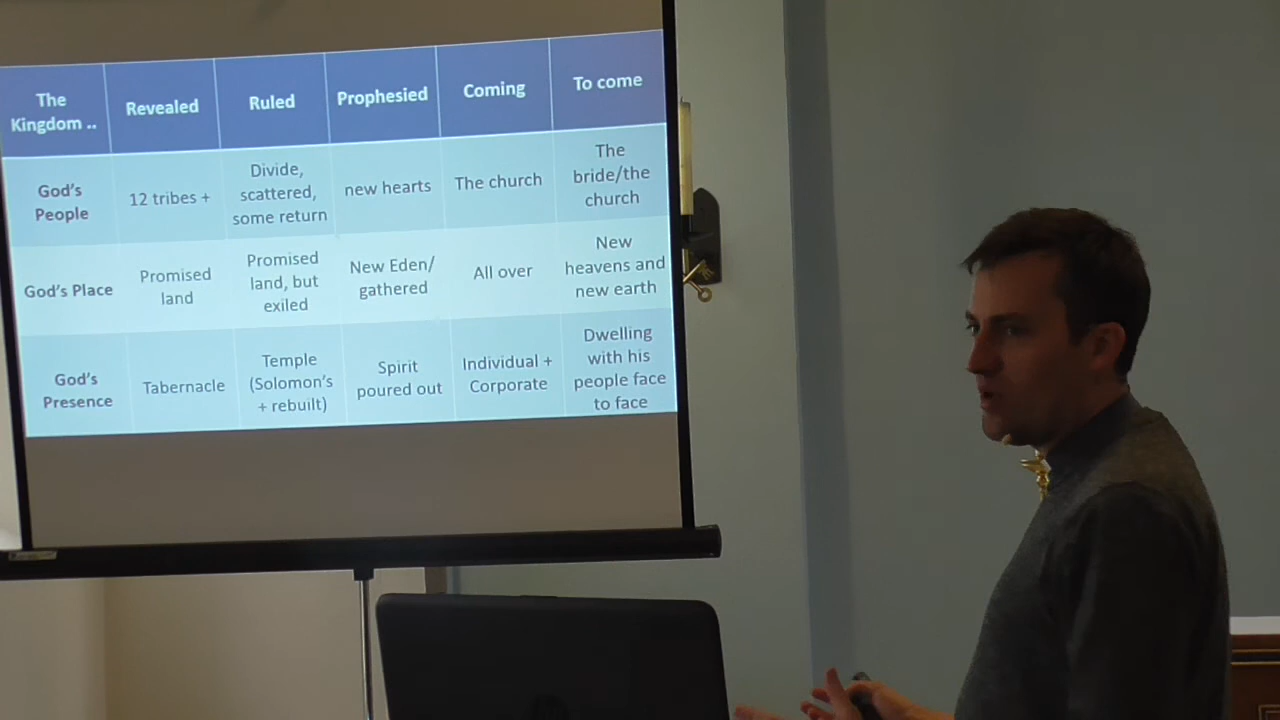 The
Kingdom ..
Revealed
Ruled
Prophesied
Coming
To come
God's
People
12 tribes +
Divide,
scattered,
some return
new hearts
The church
The
bride/the
church
God's Place
Promised
land
Promised
land, but
exiled
New Eden/
gathered
All over
New
heavens and
new earth
God's
Presence
Tabernacle
Temple
(Solomon's
+ rebuilt)
Spirit
poured out
Individual +
Corporate
Dwelling
with his
people face
to face